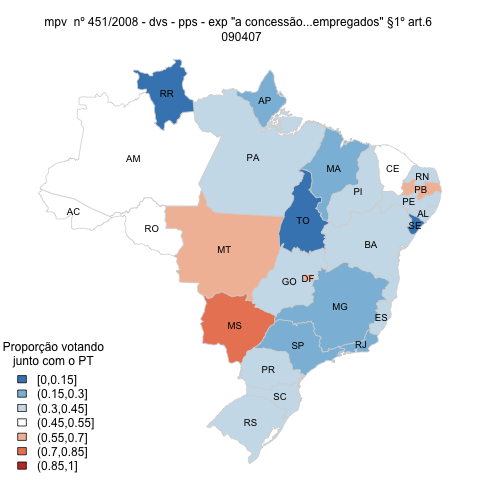 mpv  nº 451/2008 - dvs - pps - exp "a concessão...empregados" §1º art.6
090407
RR
AP
AM
PA
MA
CE
RN
PB
PI
PE
AL
SE
AC
RO
TO
BA
MT
GO
DF
MG
ES
MS
SP
RJ
PR
SC
RS
Proporção votando
junto com o PT
[0,0.15]
(0.15,0.3]
(0.3,0.45]
(0.45,0.55]
(0.55,0.7]
(0.7,0.85]
(0.85,1]